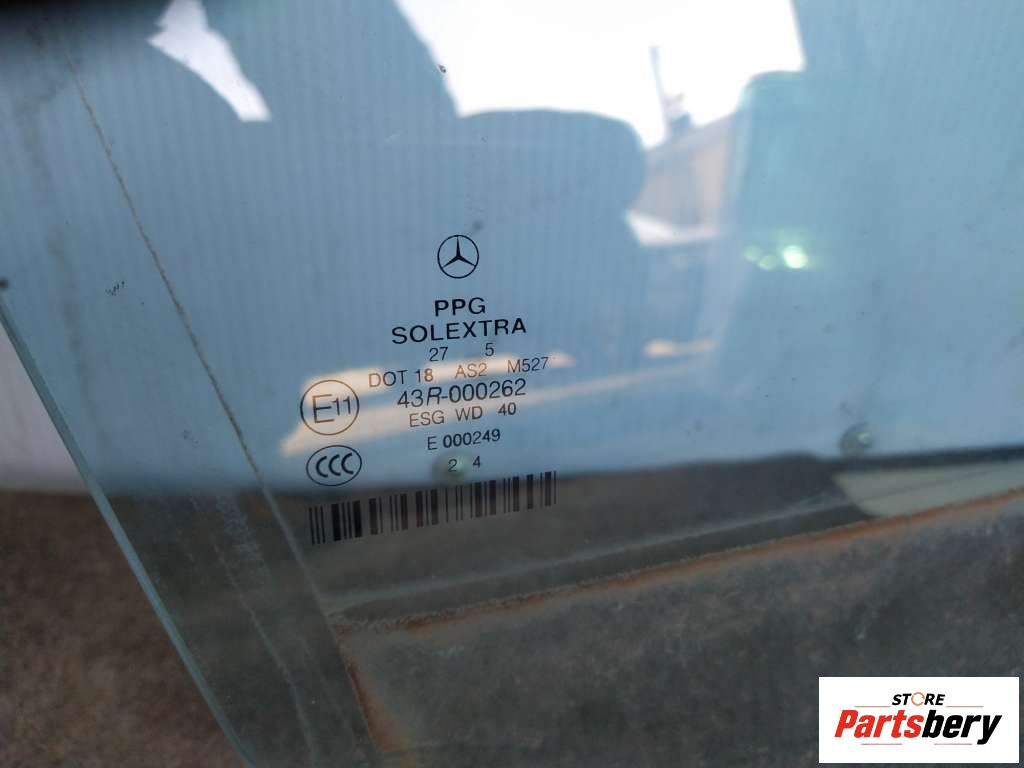 PPG
SOLEXTRA
27 5
DOT 18 AS2 M527
E11
43R-000262
ESG WD 40
E 000249
CCC
2 4
STORE
Partsbery